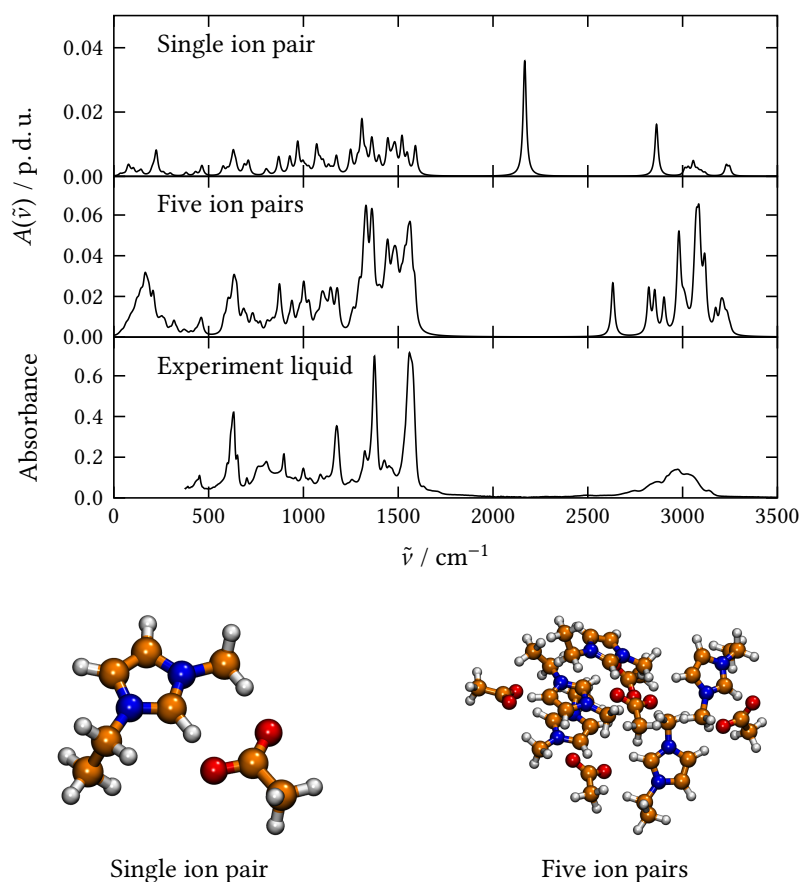 A(ν̃) / p. d. u.
Absorbance
0.04
0.02
0.00
Single ion pair
0.06
0.04
0.02
0.00
Five ion pairs
0.6
0.4
0.2
0.0
Experiment liquid
0 500 1000 1500 2000 2500 3000 3500
ν̃ / cm⁻¹
Single ion pair Five ion pairs